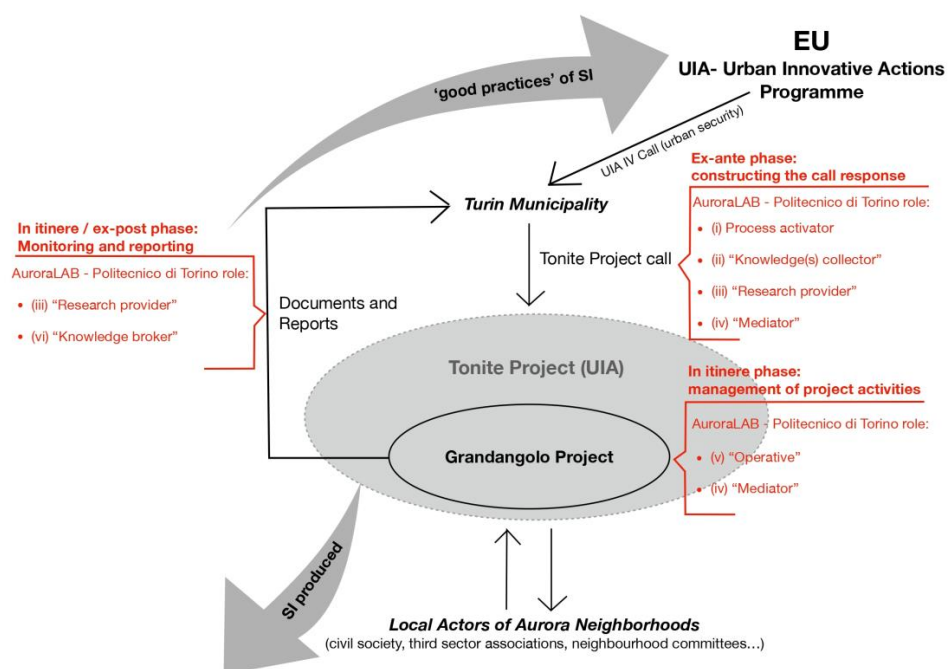 EU
UIA- Urban Innovative Actions
Programme
'good practices' of SI
UIA IV Call (urban security)
Turin Municipality
Ex-ante phase:
constructing the call response
AuroraLAB - Politecnico di Torino role:
• (i) Process activator
• (ii) “Knowledge(s) collector”
• (iii) “Research provider”
• (iv) “Mediator”
In itinere / ex-post phase:
Monitoring and reporting
AuroraLAB - Politecnico di Torino role:
• (iii) “Research provider”
• (vi) “Knowledge broker”
Documents and
Reports
Tonite Project call
Tonite Project (UIA)
Grandangolo Project
In itinere phase:
management of project activities
AuroraLAB - Politecnico di Torino role:
• (v) “Operative”
• (iv) “Mediator”
SI produced
Local Actors of Aurora Neighborhoods
(civil society, third sector associations, neighbourhood committees...)